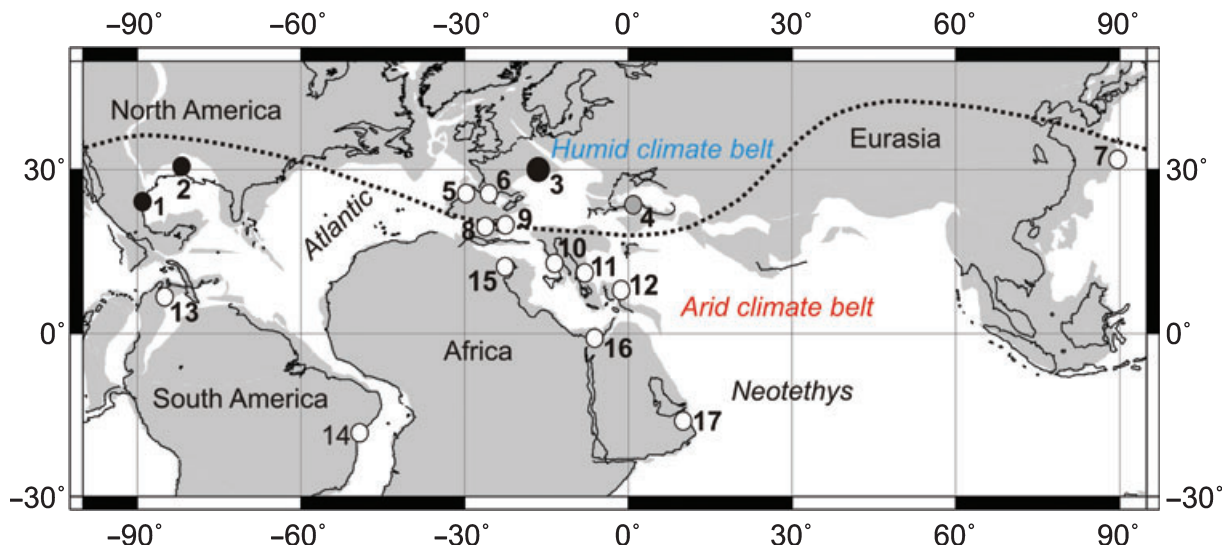 −90° −60° −30° 0° 30° 60° 90°
North America
Humid climate belt
Eurasia
30° 30°
7
2
6
3
5
1
4
Atlantic
9
8
10
11
15
12
Arid climate belt
13
0° 0°
16
Africa
Neotethys
South America
17
14
−30° −30°
−90° −60° −30° 0° 30° 60° 90°